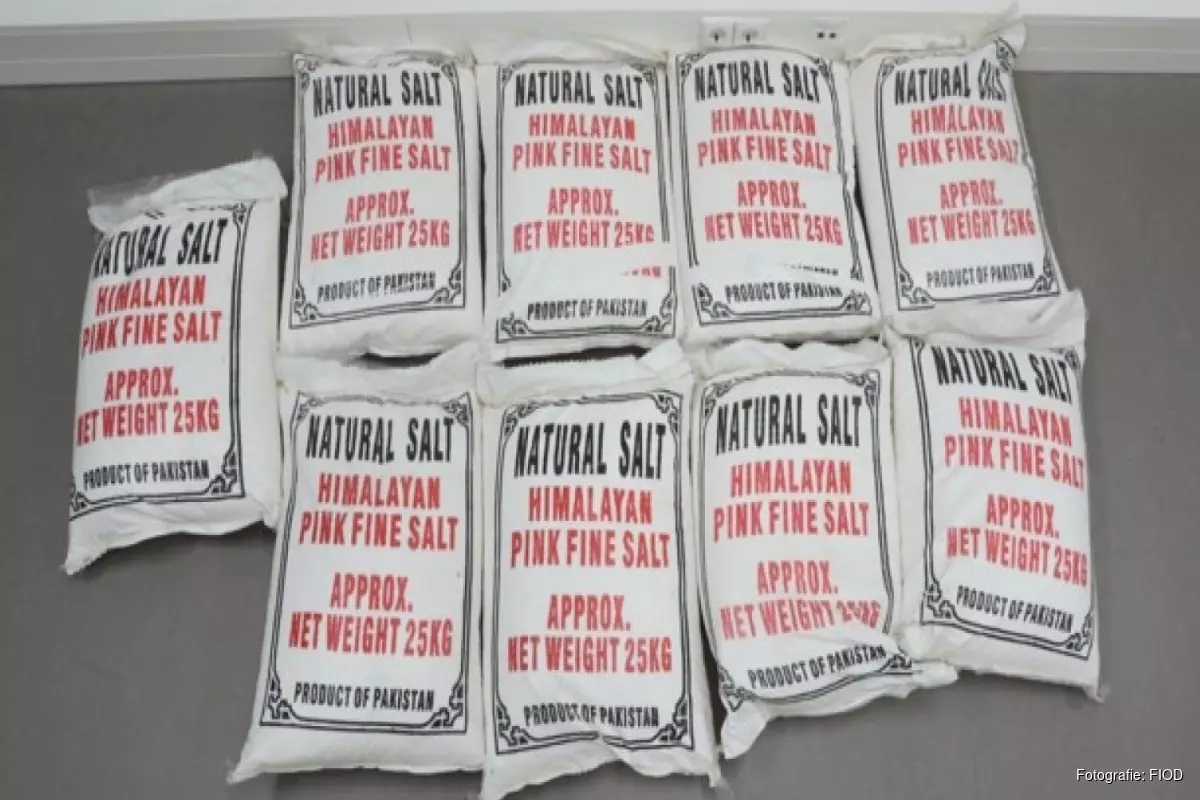 NATURAL SALT
HIMALAYAN
PINK FINE SALT
APPROX.
NET WEIGHT 25KG
PRODUCT OF PAKISTAN
NATURAL SALT
HIMALAYAN
PINK FINE SALT
APPROX.
NET WEIGHT 25KG
PRODUCT OF PAKISTAN
NATURAL SALT
HIMALAYAN
PINK FINE SALT
APPROX.
NET WEIGHT 25KG
PRODUCT OF PAKISTAN
NATURAL
HIMALAYAN
PINK FINE SALT
APPROX.
NET WEIGHT 25KG
PRODUCT OF PAKISTAN
NATURAL SALT
HIMALAYAN
PINK FINE SALT
APPROX.
NET WEIGHT 25KG
PRODUCT OF PAKISTAN
NATURAL SALT
HIMALAYAN
PINK FINE SALT
APPROX.
NET WEIGHT 25KG
PRODUCT OF PAKISTAN
NATURAL SALT
HIMALAYAN
PINK FINE SALT
APPROX.
NET WEIGHT 25KG
PRODUCT OF PAKISTAN
NATURAL SALT
HIMALAYAN
PINK FINE SALT
APPROX.
NET WEIGHT 25KG
PRODUCT OF PAKISTAN
NATURAL SALT
HIMALAYAN
PINK FINE SALT
APPROX.
NET WEIGHT 25KG
PRODUCT OF PAKISTAN
Fotografie: FIOD